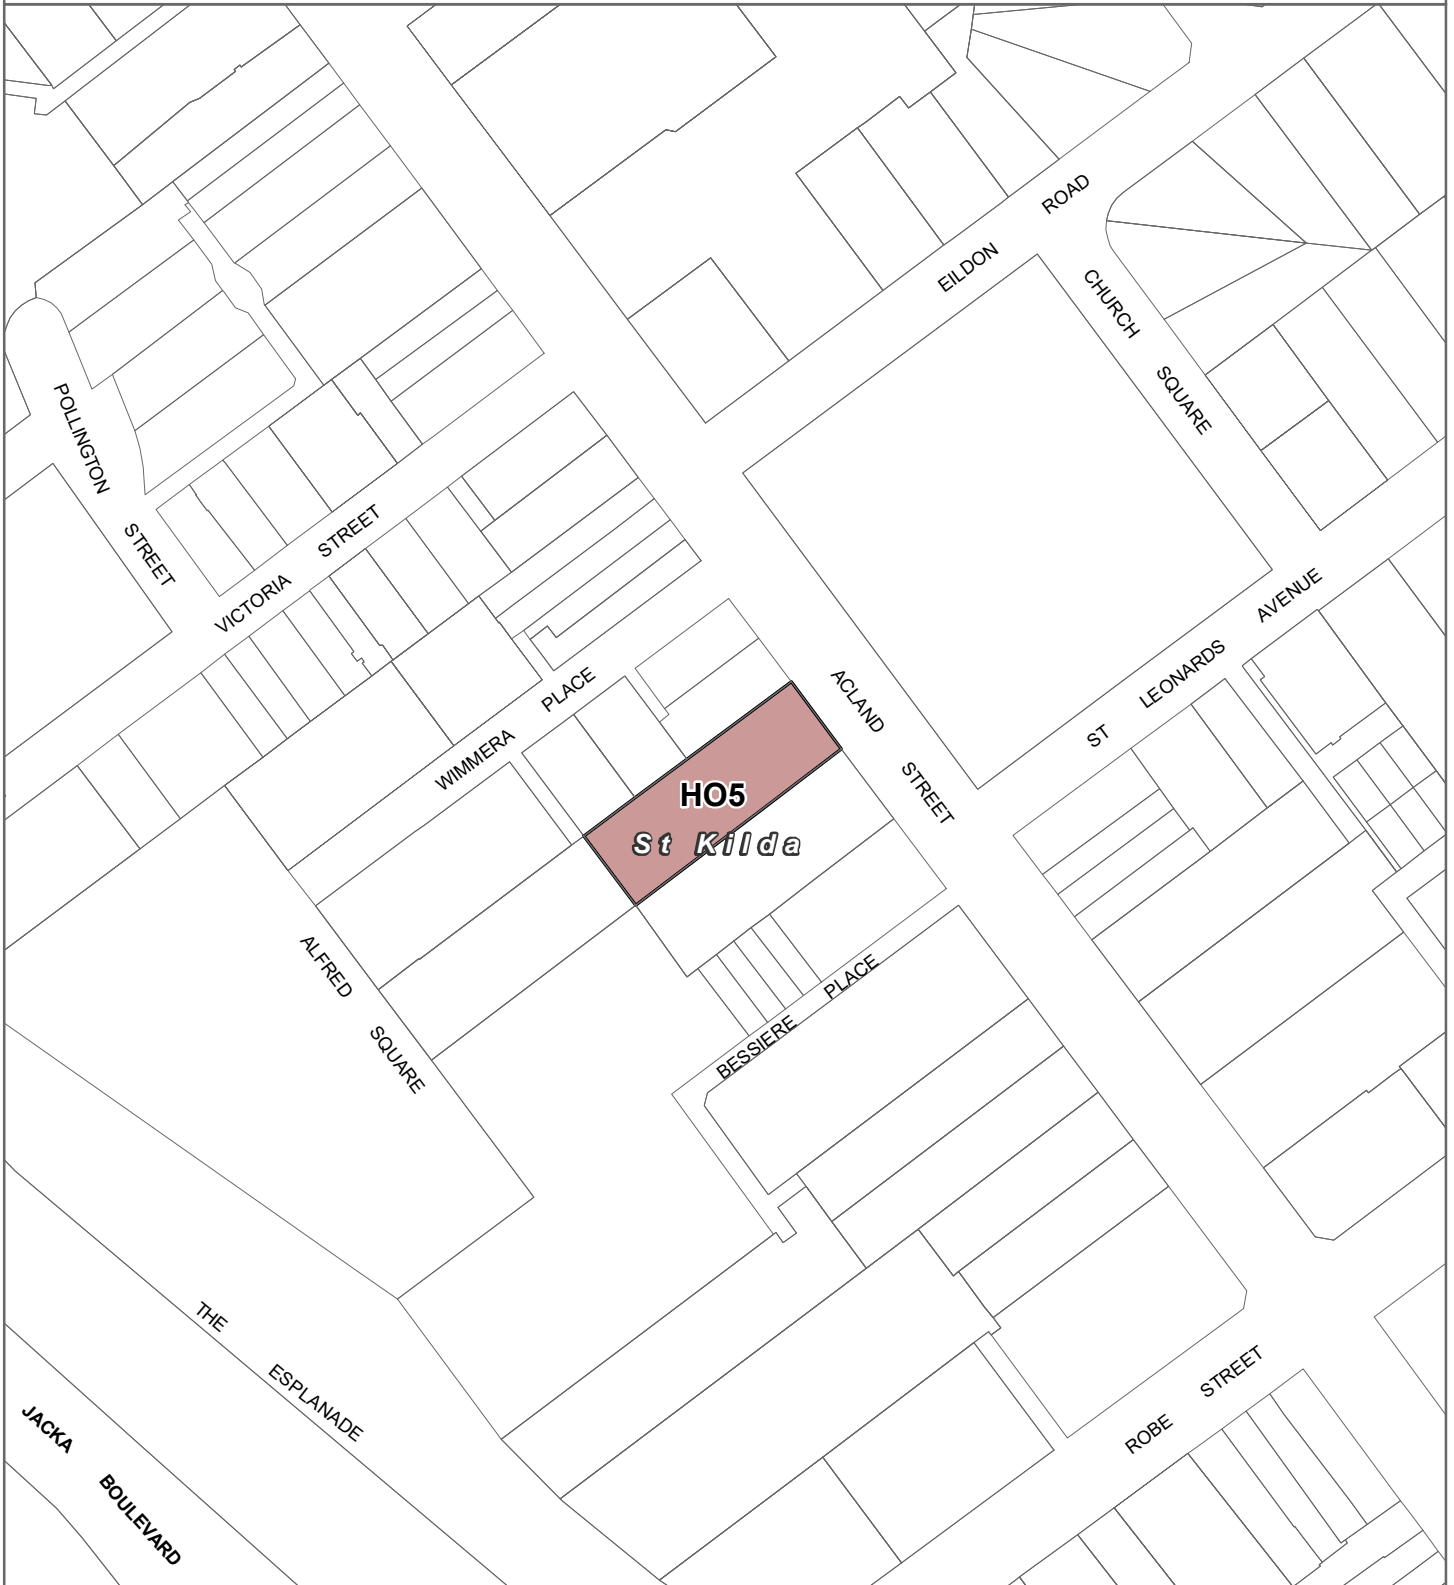 EILDON ROAD
CHURCH SQUARE
POLLINGTON STREET
VICTORIA STREET
ST LEONARDS AVENUE
WIMMERA PLACE
ACLAND STREET
HO5
St Kilda
ALFRED SQUARE
BESSIERE PLACE
THE ESPLANADE
ROBE STREET
JACKA BOULEVARD